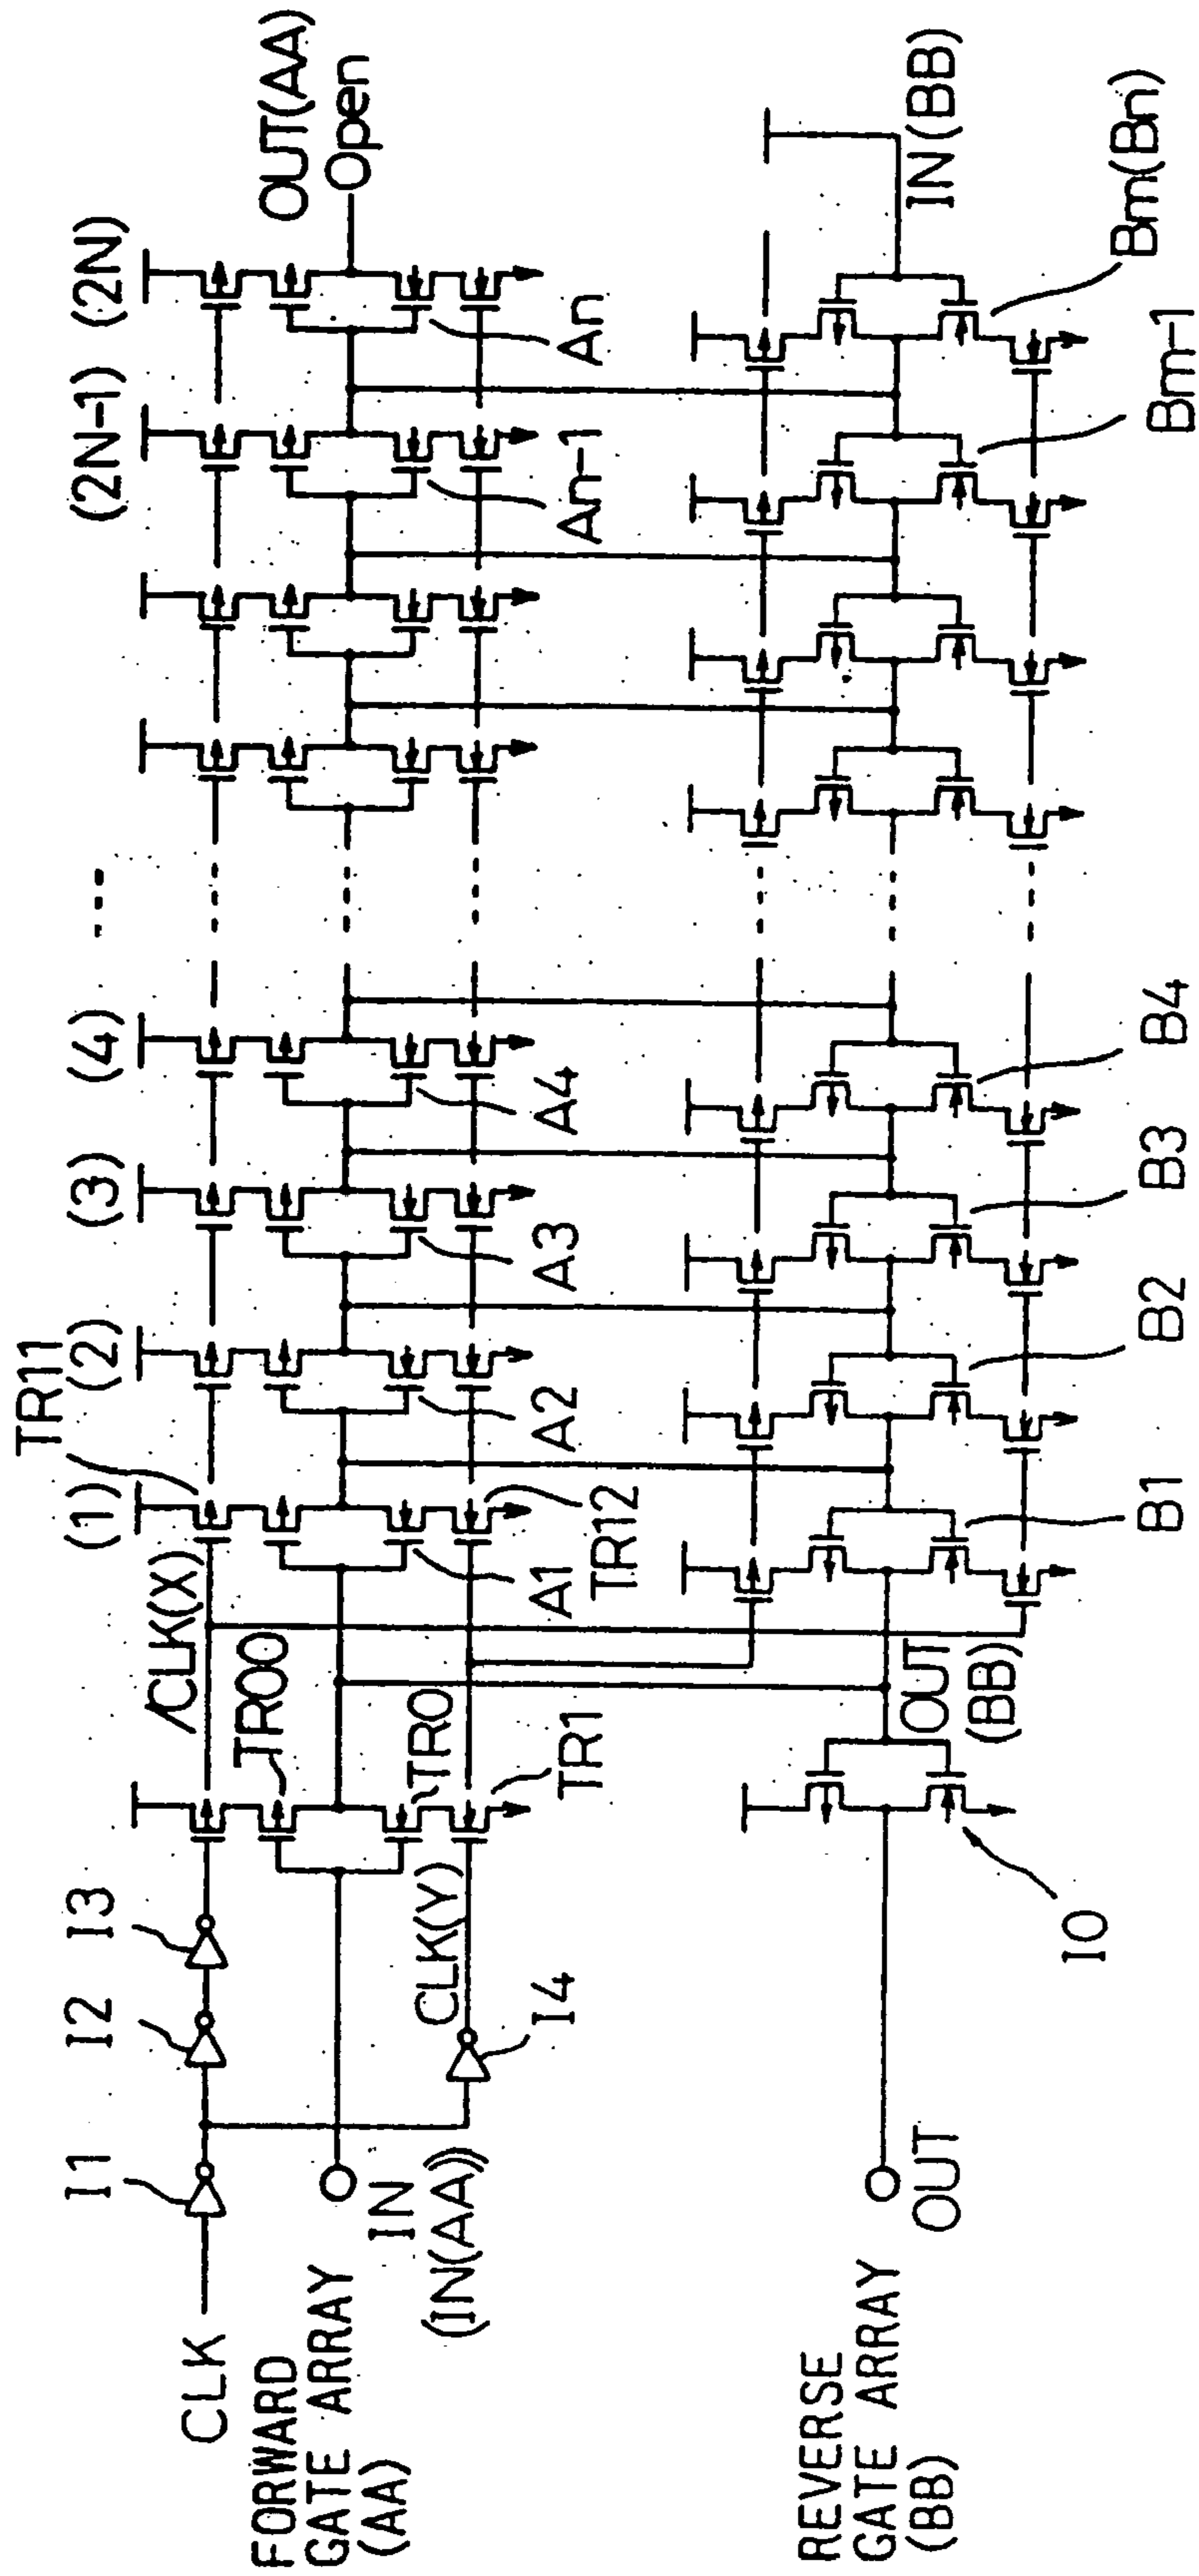 CLK
I1
I2
I3
/CLK(X)
TR11
(1)
(2)
(3)
(4)
---
(2N-1)
(2N)
FORWARD
GATE ARRAY
(AA)
IN
(IN(AA))
I4
CLK(Y)
TR00
TR0
TR1
A1
TR12
A2
A3
A4
An-1
An
OUT(AA)
Open
REVERSE
GATE ARRAY
(BB)
OUT
I0
OUT
(BB)
B1
B2
B3
B4
Bm-1
Bm(Bn)
IN(BB)